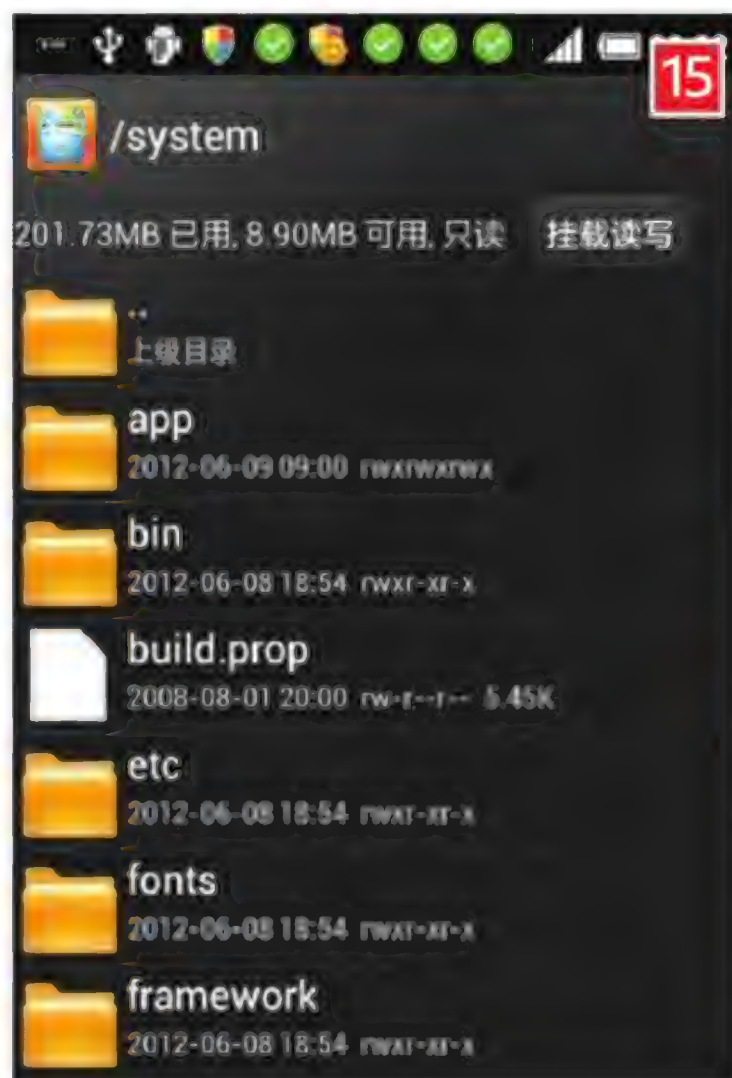 15
/system
201.73MB 已用, 8.90MB 可用, 只读 挂载读写
..
上级目录
app
2012-06-09 09:00 rwxrwxrwx
bin
2012-06-08 18:54 rwxr-xr-x
build.prop
2008-08-01 20:00 rw-r--r-- 5.45K
etc
2012-06-08 18:54 rwxr-xr-x
fonts
2012-06-08 18:54 rwxr-xr-x
framework
2012-06-08 18:54 rwxr-xr-x